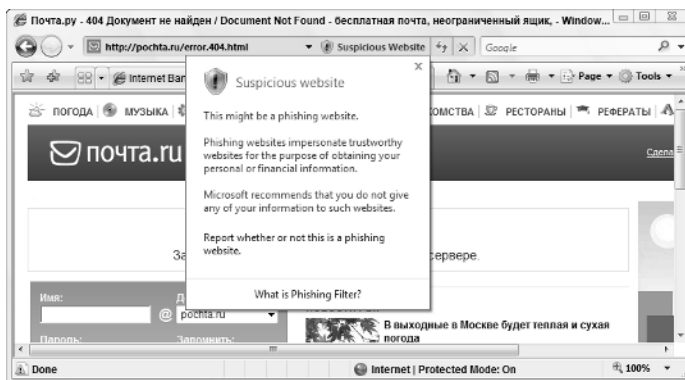 Почта.ру - 404 Документ не найден / Document Not Found - бесплатная почта, неограниченный ящик, - Window...
http://pochta.ru/error.404.html
Suspicious Website
Google
Internet Ban
Page
Tools
Suspicious website
This might be a phishing website.
Phishing websites impersonate trustworthy
websites for the purpose of obtaining your
personal or financial information.
Microsoft recommends that you do not give
any of your information to such websites.
Report whether or not this is a phishing
website.
What is Phishing Filter?
ПОГОДА
МУЗЫКА
ОМСТВА
РЕСТОРАНЫ
РЕФЕРАТЫ
почта.ru
Сдела
За
сервере.
Имя:
Д
@
pochta.ru
Пароль:
Запомнить:
В выходные в Москве будет теплая и сухая
погода
Done
Internet | Protected Mode: On
100%